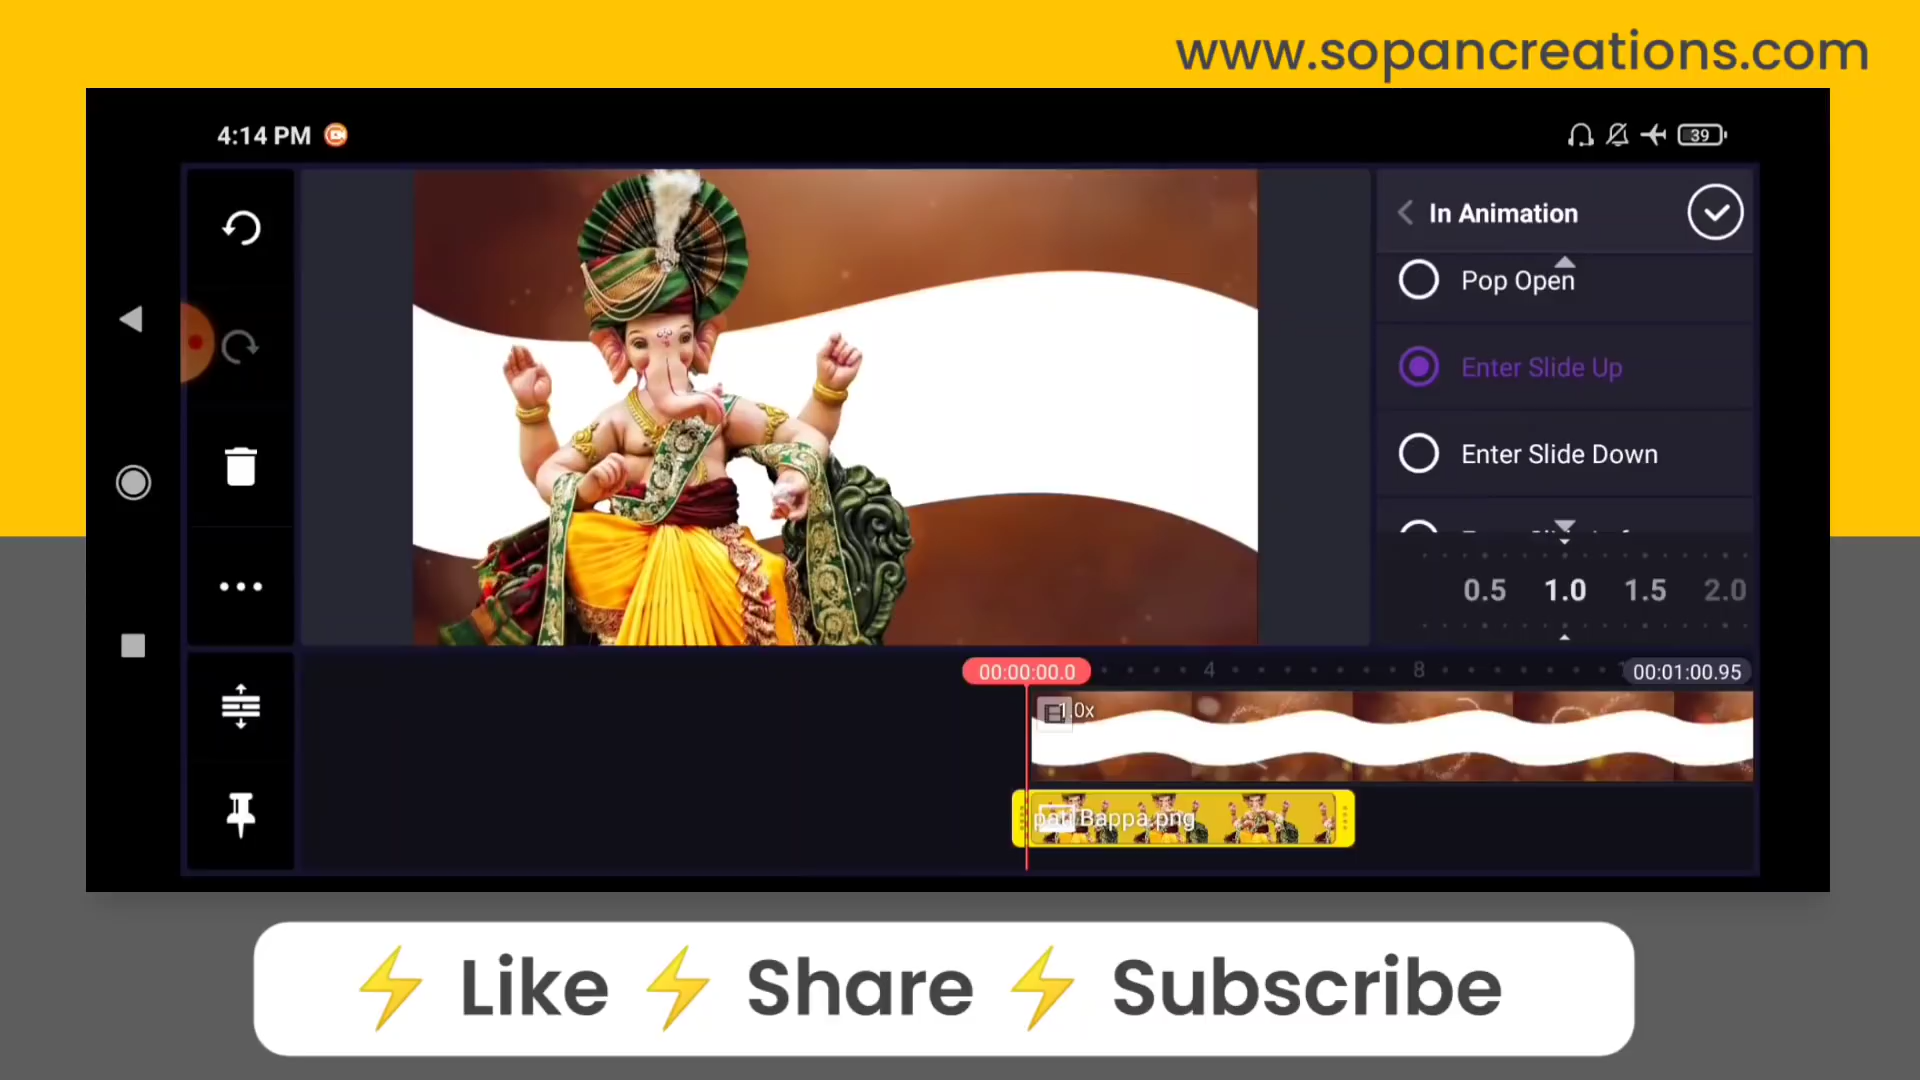 www.sopancreations.com
4:14 PM
39
In Animation
Pop Open
Enter Slide Up
Enter Slide Down
0.5 1.0 1.5 2.0
00:00:00.0 4 8 00:01:00.95
1.0x
pati Bappa.png
⚡ Like ⚡ Share ⚡ Subscribe